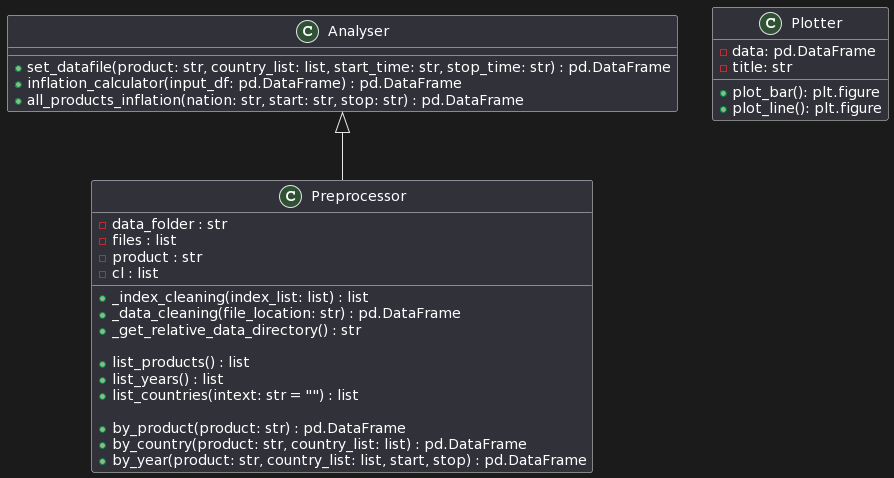 C Analyser
set_datafile(product: str, country_list: list, start_time: str, stop_time: str) : pd.DataFrame
inflation_calculator(input_df: pd.DataFrame) : pd.DataFrame
all_products_inflation(nation: str, start: str, stop: str) : pd.DataFrame
C Plotter
data: pd.DataFrame
title: str
plot_bar(): plt.figure
plot_line(): plt.figure
C Preprocessor
data_folder : str
files : list
product : str
cl : list
_index_cleaning(index_list: list) : list
_data_cleaning(file_location: str) : pd.DataFrame
_get_relative_data_directory() : str
list_products() : list
list_years() : list
list_countries(intext: str = "") : list
by_product(product: str) : pd.DataFrame
by_country(product: str, country_list: list) : pd.DataFrame
by_year(product: str, country_list: list, start, stop) : pd.DataFrame